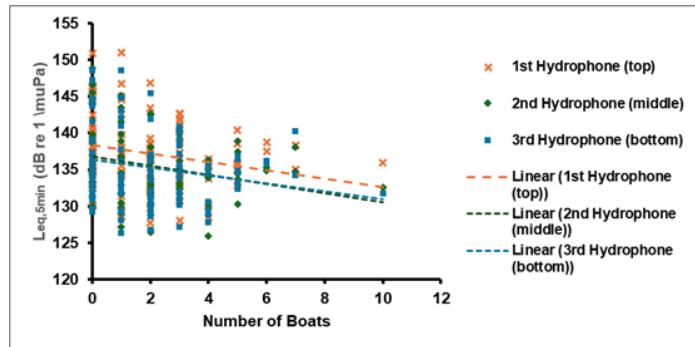 155
150
145
140
135
130
125
120
0
2
4
6
8
10
12
Leq,5min (dB re 1 \muPa)
Number of Boats
1st Hydrophone (top)
2nd Hydrophone (middle)
3rd Hydrophone (bottom)
Linear (1st Hydrophone
(top))
Linear (2nd Hydrophone
(middle))
Linear (3rd Hydrophone
(bottom))